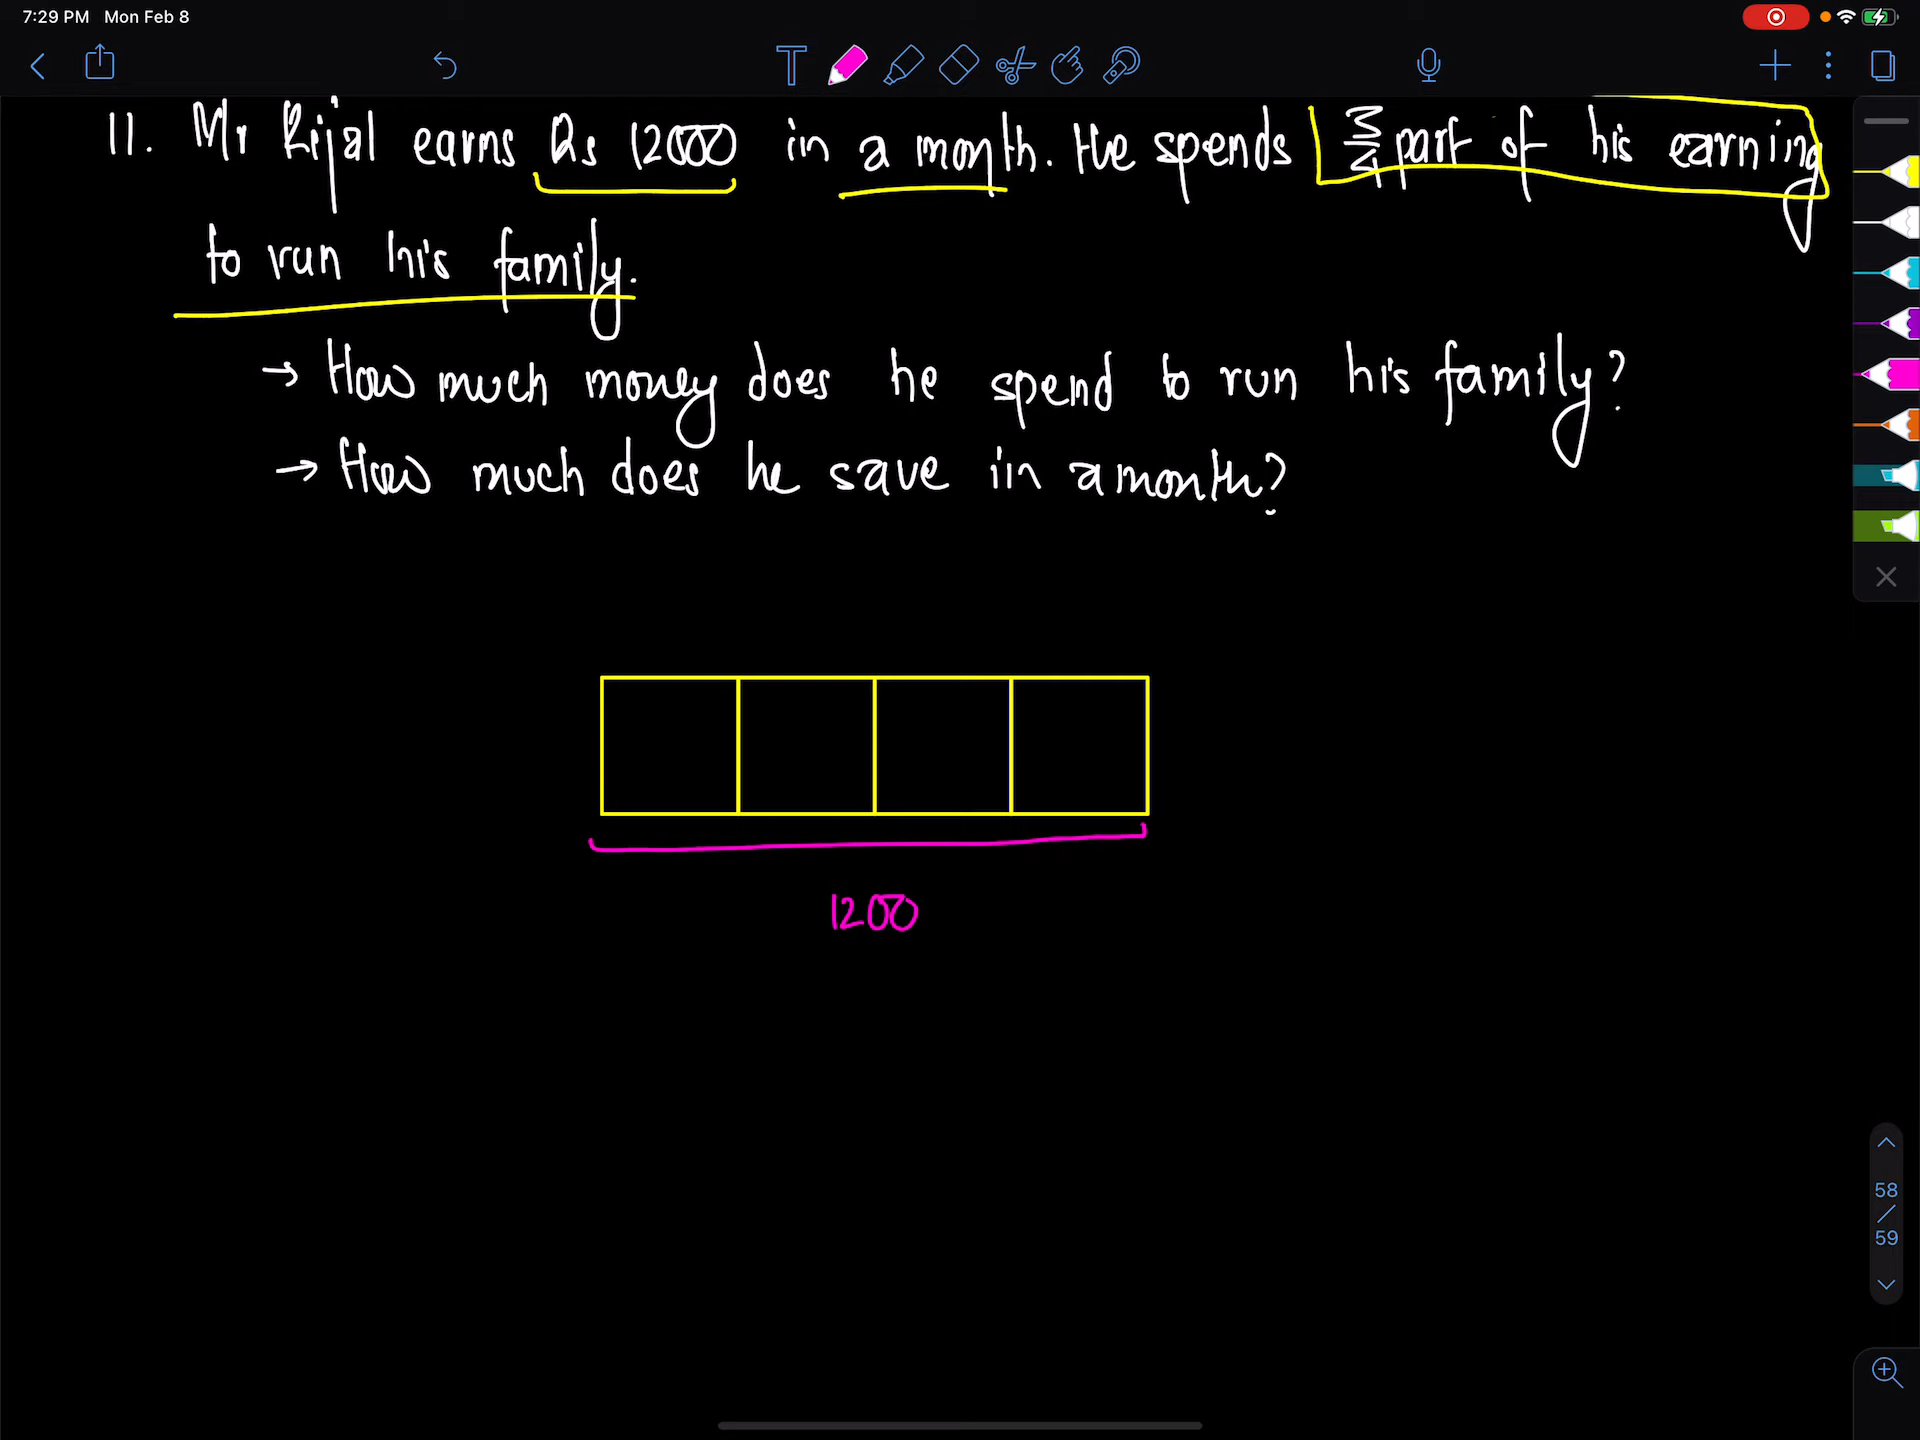 7:29 PM Mon Feb 8
11. Mr Rijal earns Rs 12000 in a month. He spends 3/4 part of his earning
to run his family.
→ How much money does he spend to run his family?
→ How much does he save in a month?
1200
58
/
59